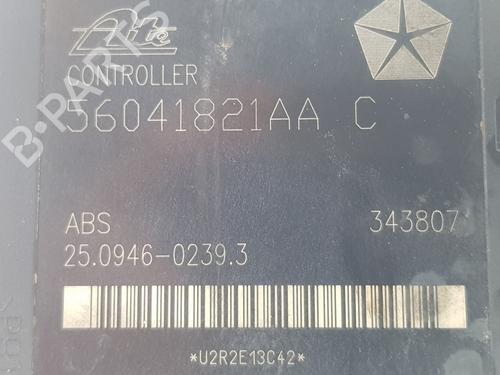 Ate
CONTROLLER
56041821AA C
ABS 343807
25.0946-0239.3
*U2R2E13C42*
B-PARTS